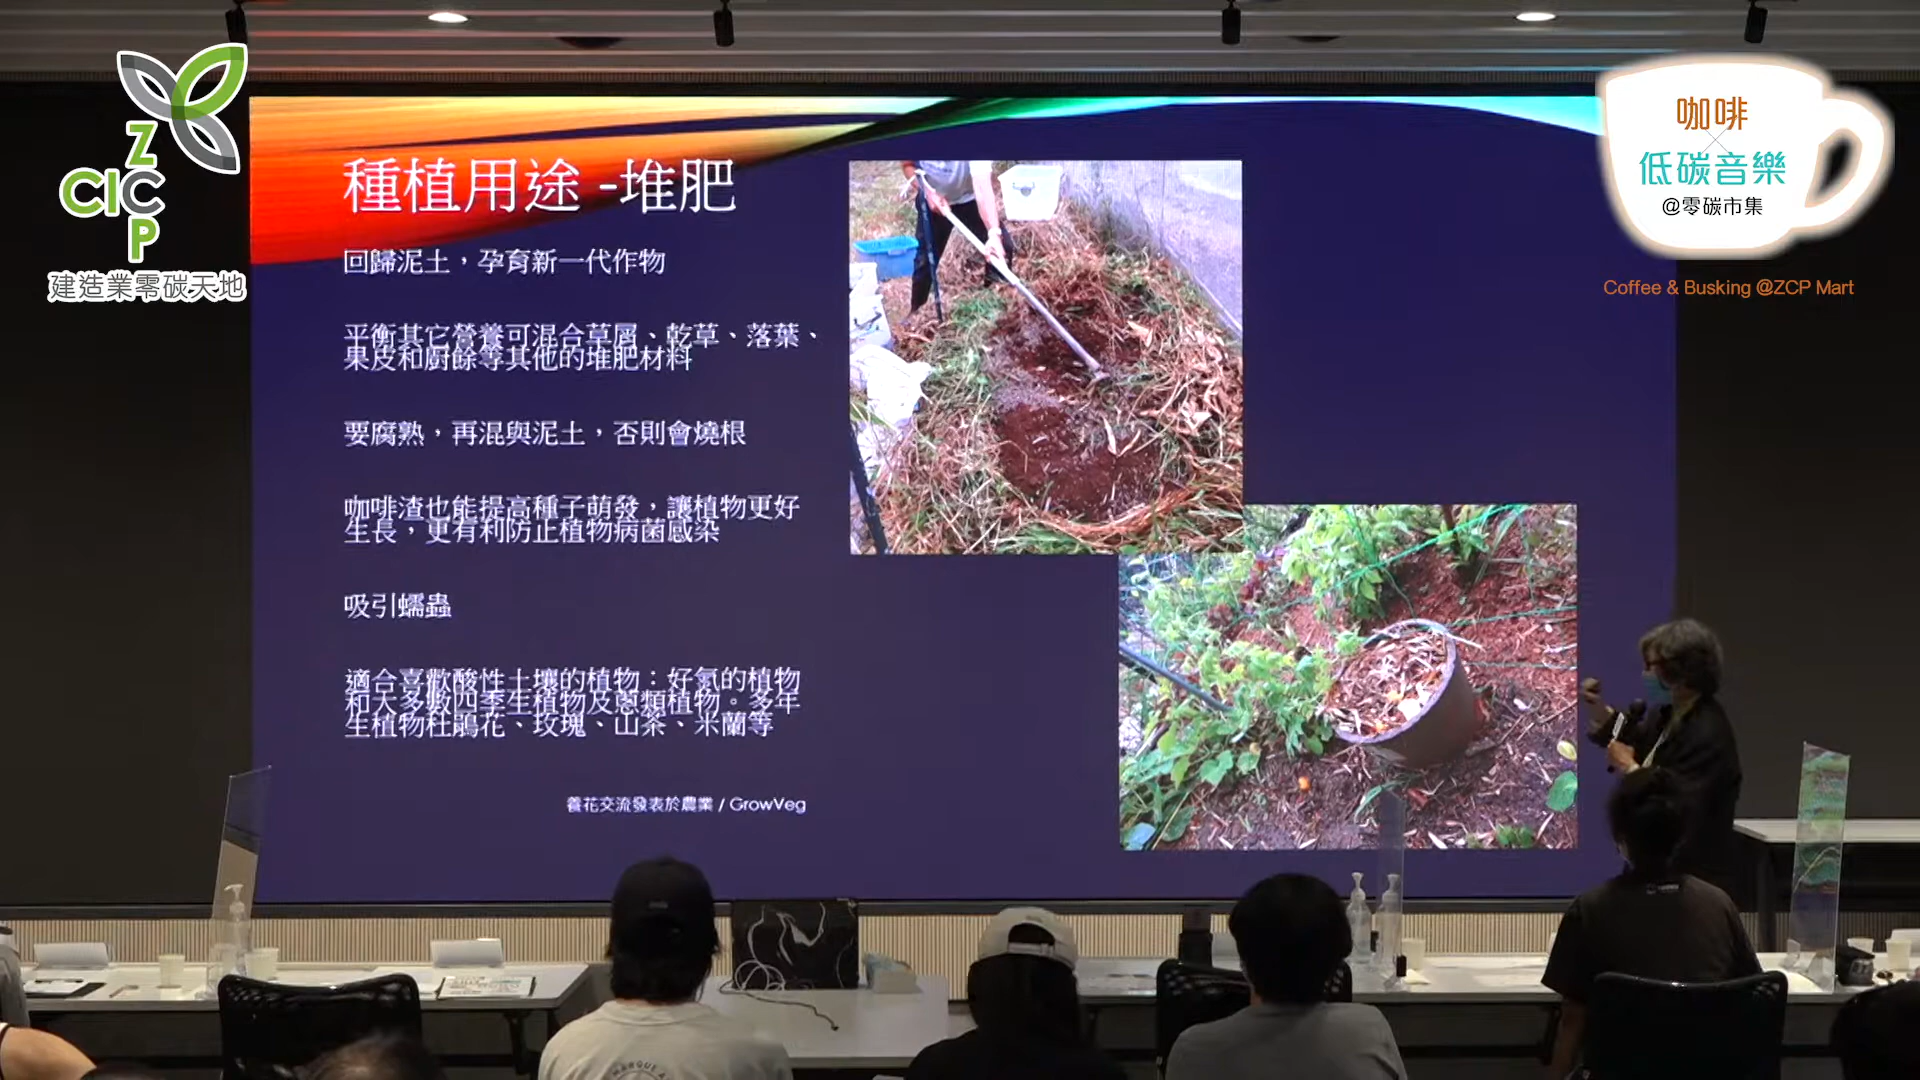 Z
CIC
P
建造業零碳天地
咖啡
×
低碳音樂
@零碳市集
Coffee & Busking @ZCP Mart
種植用途 -堆肥
回歸泥土，孕育新一代作物
平衡其它營養可混合草屑、乾草、落葉、
果皮和廚餘等其他的堆肥材料
要腐熟，再混與泥土，否則會燒根
咖啡渣也能提高種子萌發，讓植物更好
生長，更有利防止植物病菌感染
吸引蠕蟲
適合喜歡酸性土壤的植物：好氮的植物
和大多數四季生植物及蔥類植物。多年
生植物杜鵑花、玫瑰、山茶、米蘭等
養花交流發表於農業 / GrowVeg